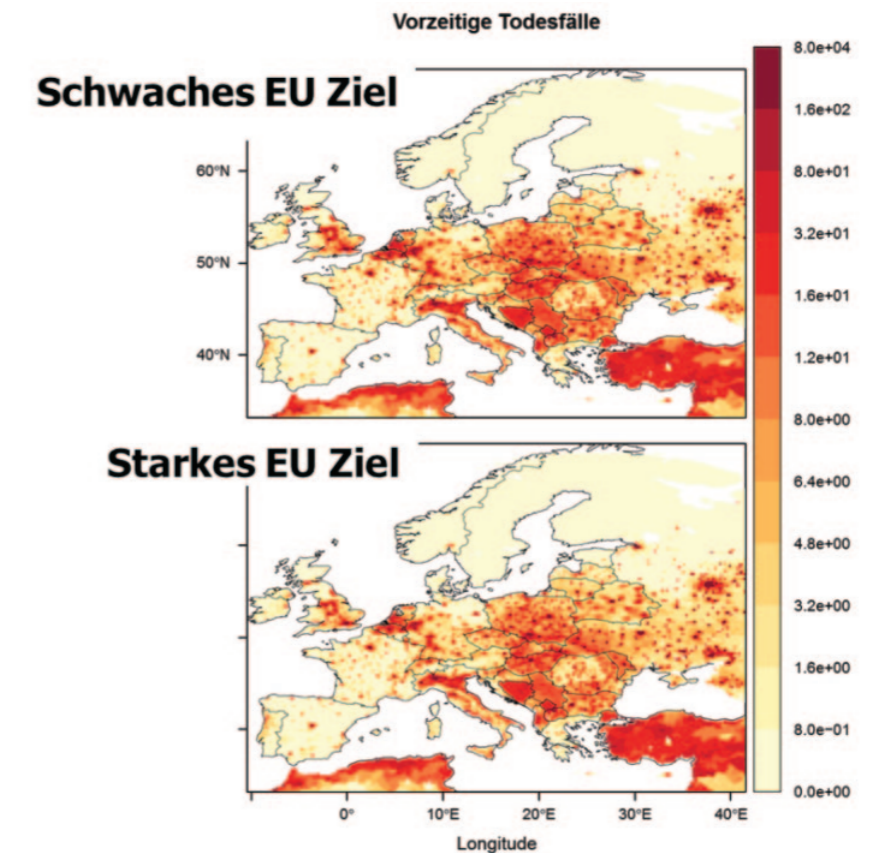 Vorzeitige Todesfälle
Schwaches EU Ziel
60°N
50°N
40°N
Starkes EU Ziel
0°
10°E
20°E
30°E
40°E
Longitude
8.0e+04
1.6e+02
8.0e+01
3.2e+01
1.6e+01
1.2e+01
8.0e+00
6.4e+00
4.8e+00
3.2e+00
1.6e+00
8.0e−01
0.0e+00